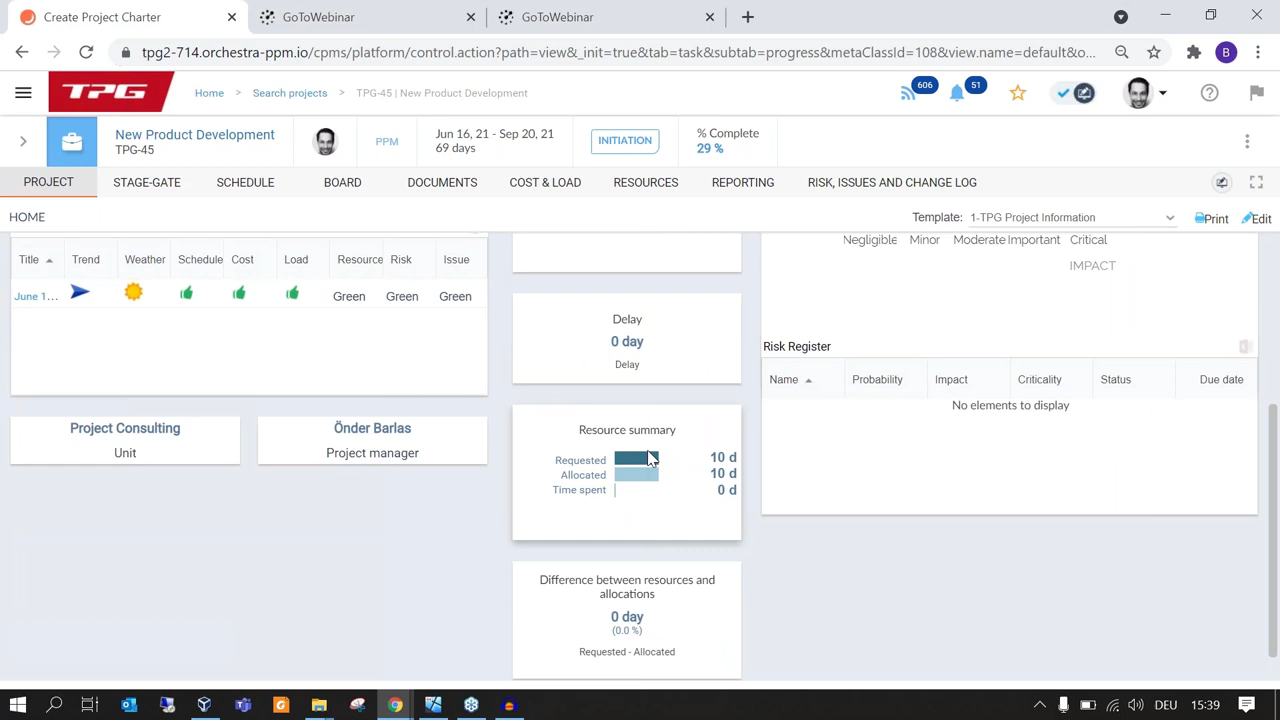 Create Project Charter
GoToWebinar
GoToWebinar
tpg2-714.orchestra-ppm.io/cpms/platform/control.action?path=view&_init=true&tab=task&subtab=progress&metaClassId=108&view.name=default&o...
B
TPG
Home > Search projects > TPG-45 | New Product Development
606
51
New Product Development
TPG-45
PPM
Jun 16, 21 - Sep 20, 21
69 days
INITIATION
% Complete
29 %
PROJECT
STAGE-GATE
SCHEDULE
BOARD
DOCUMENTS
COST & LOAD
RESOURCES
REPORTING
RISK, ISSUES AND CHANGE LOG
HOME
Template: 1-TPG Project Information
Print
Edit
Title Trend Weather Schedule Cost Load Resource Risk Issue
June 1... Green Green Green
Project Consulting
Unit
Önder Barlas
Project manager
Delay
0 day
Delay
Resource summary
Requested 10 d
Allocated 10 d
Time spent 0 d
Difference between resources and
allocations
0 day
(0.0 %)
Requested - Allocated
Negligible Minor Moderate Important Critical
IMPACT
Risk Register
Name Probability Impact Criticality Status Due date
No elements to display
DEU
15:39